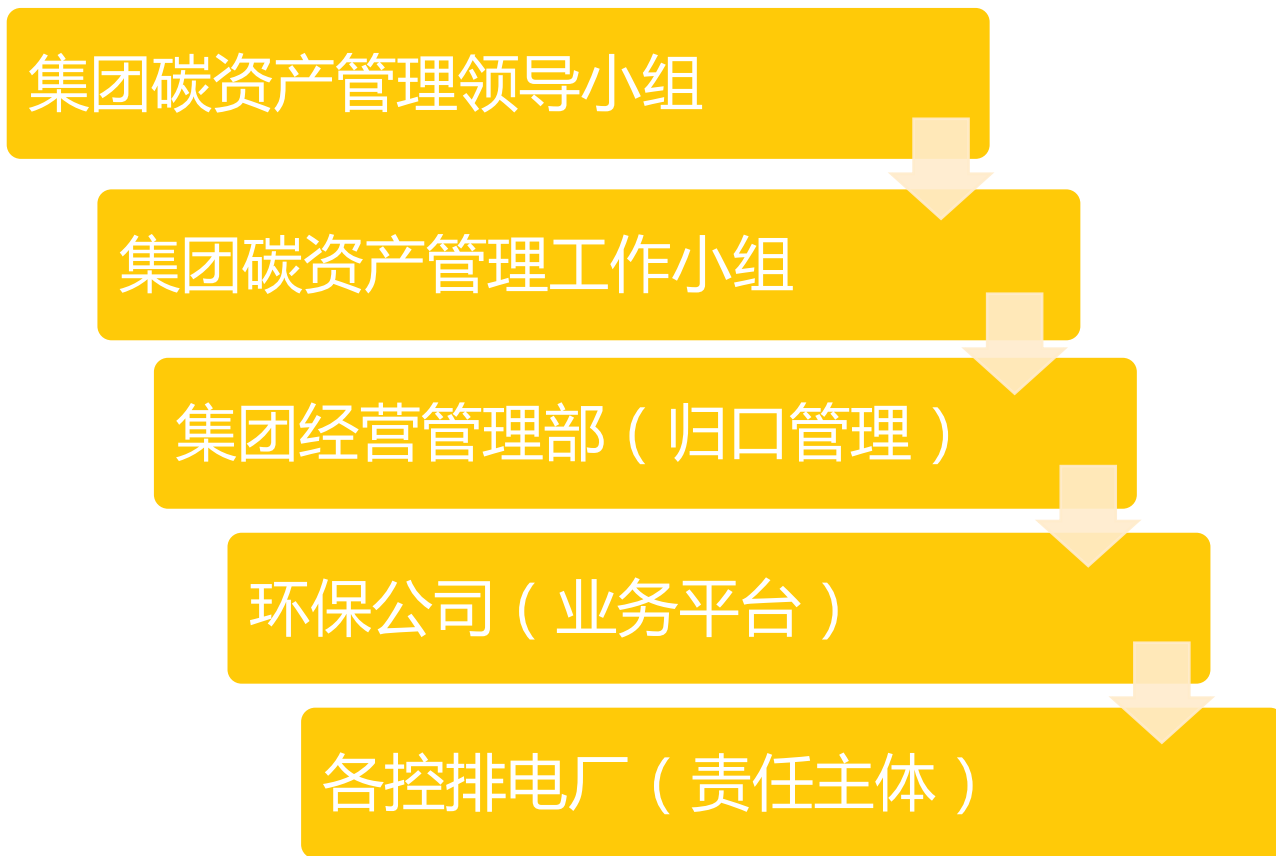 集团碳资产管理领导小组
集团碳资产管理工作小组
集团经营管理部（归口管理）
环保公司（业务平台）
各控排电厂（责任主体）